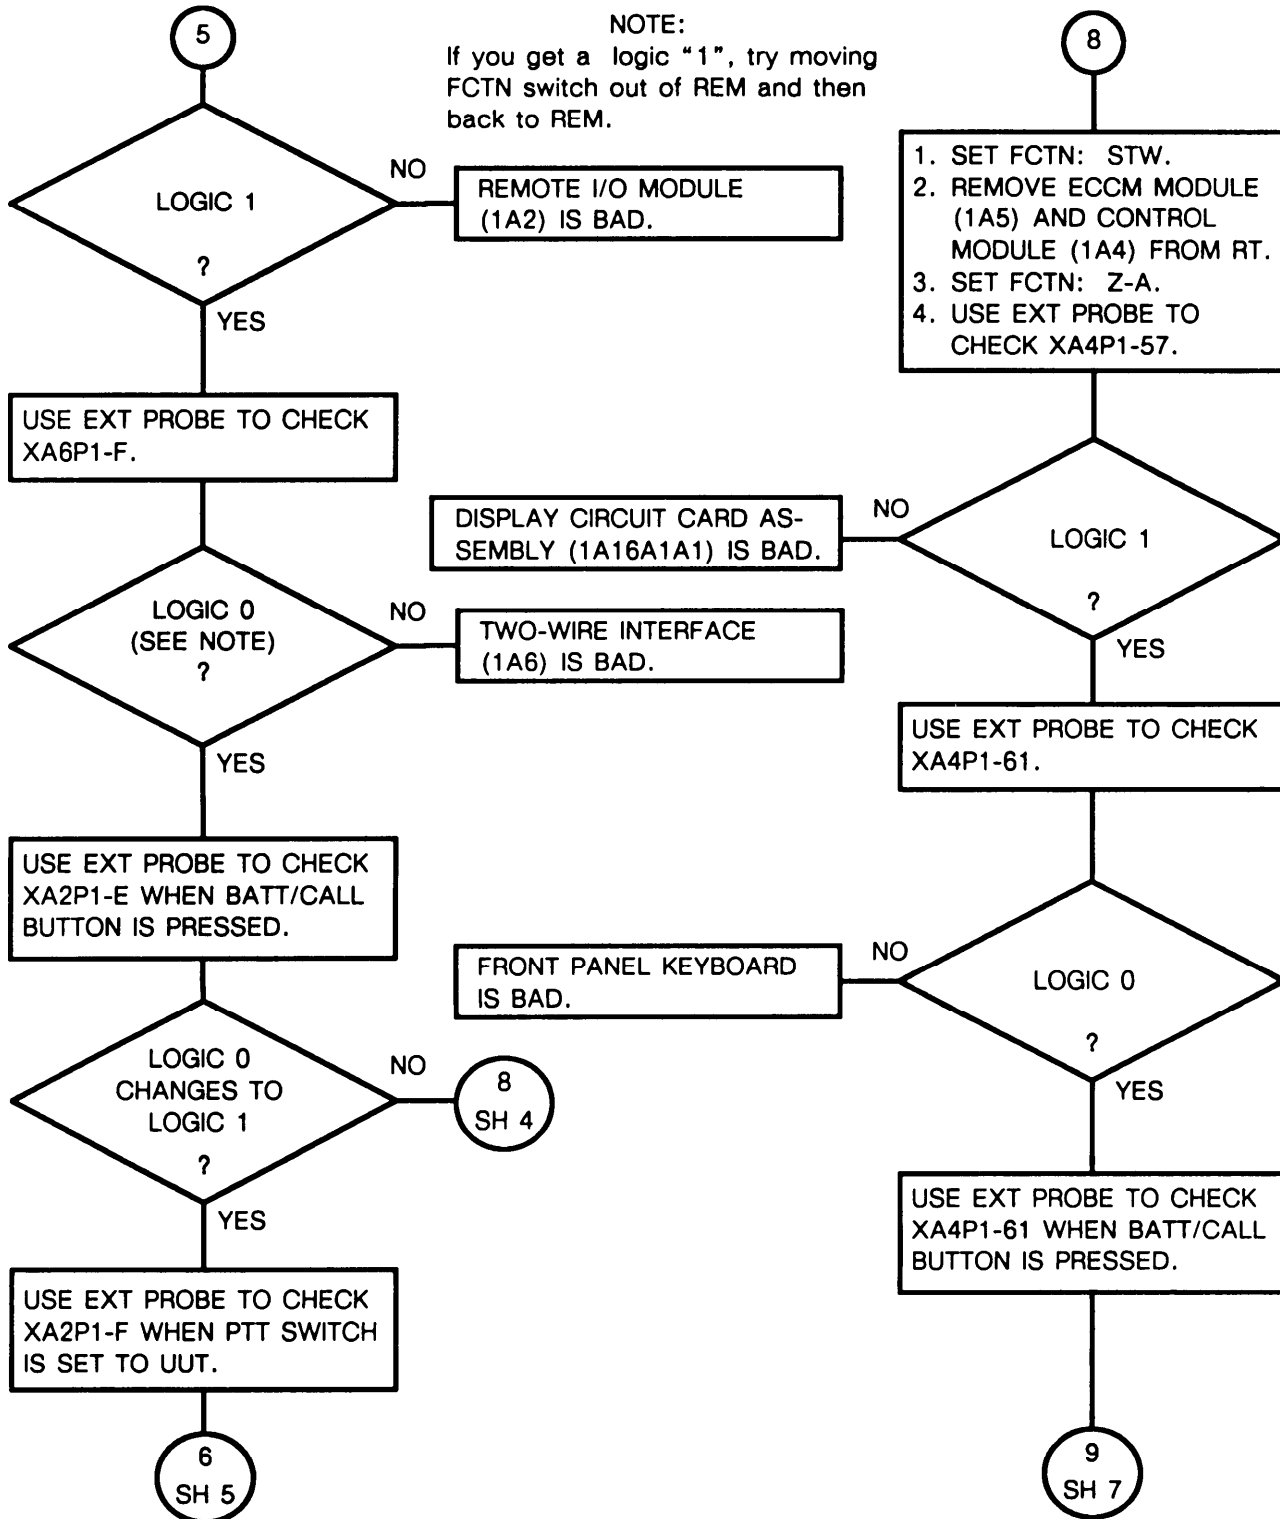 5
NOTE:
If you get a logic "1", try moving
FCTN switch out of REM and then
back to REM.
LOGIC 1
?
NO
REMOTE I/O MODULE
(1A2) IS BAD.
YES
USE EXT PROBE TO CHECK
XA6P1-F.
LOGIC 0
(SEE NOTE)
?
NO
TWO-WIRE INTERFACE
(1A6) IS BAD.
YES
USE EXT PROBE TO CHECK
XA2P1-E WHEN BATT/CALL
BUTTON IS PRESSED.
LOGIC 0
CHANGES TO
LOGIC 1
?
NO
8
SH 4
YES
USE EXT PROBE TO CHECK
XA2P1-F WHEN PTT SWITCH
IS SET TO UUT.
6
SH 5
8
1. SET FCTN: STW.
2. REMOVE ECCM MODULE
(1A5) AND CONTROL
MODULE (1A4) FROM RT.
3. SET FCTN: Z-A.
4. USE EXT PROBE TO
CHECK XA4P1-57.
LOGIC 1
?
NO
DISPLAY CIRCUIT CARD AS-
SEMBLY (1A16A1A1) IS BAD.
YES
USE EXT PROBE TO CHECK
XA4P1-61.
LOGIC 0
?
NO
FRONT PANEL KEYBOARD
IS BAD.
YES
USE EXT PROBE TO CHECK
XA4P1-61 WHEN BATT/CALL
BUTTON IS PRESSED.
9
SH 7